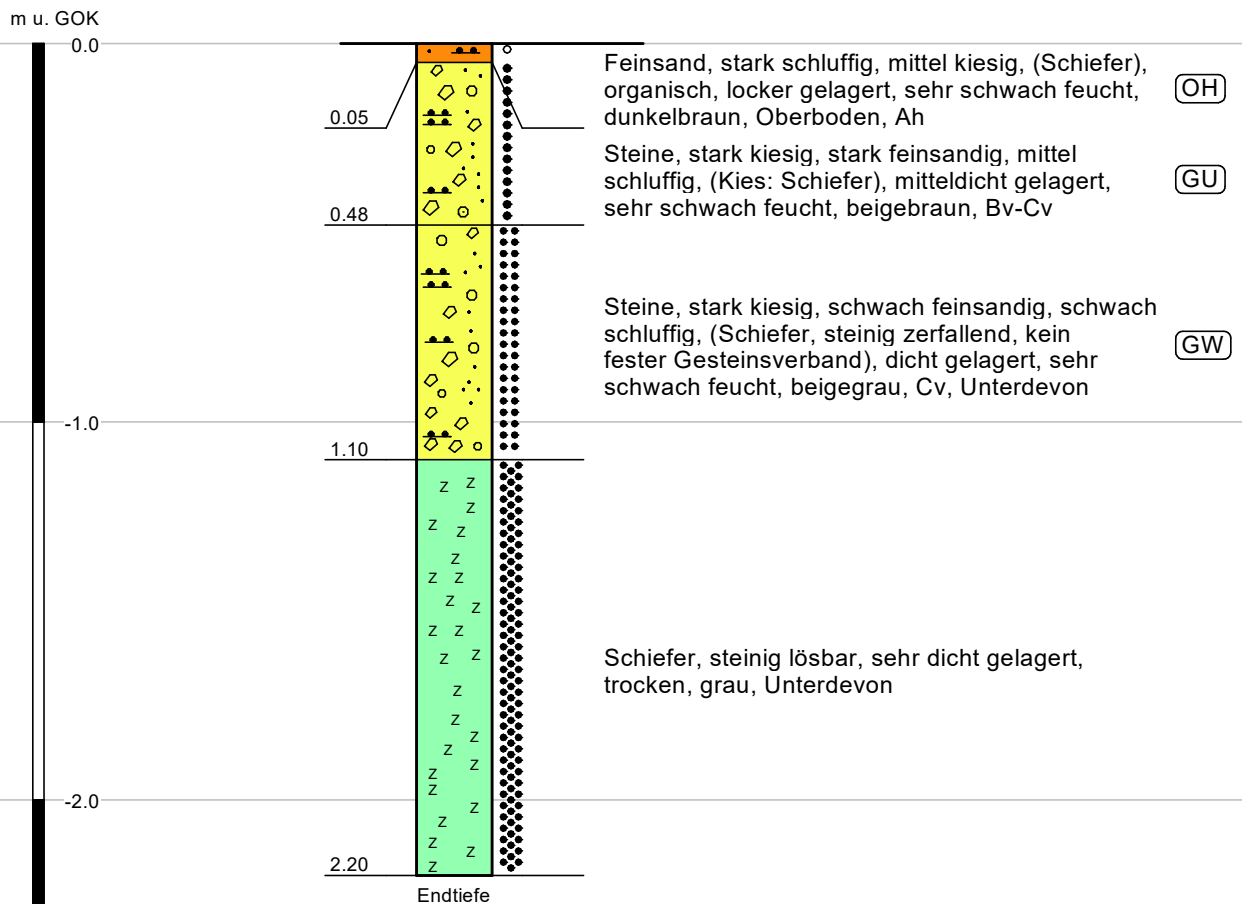 m u. GOK
0.0
Feinsand, stark schluffig, mittel kiesig, (Schiefer),
organisch, locker gelagert, sehr schwach feucht,
dunkelbraun, Oberboden, Ah
OH
0.05
Steine, stark kiesig, stark feinsandig, mittel
schluffig, (Kies: Schiefer), mitteldicht gelagert,
sehr schwach feucht, beigebraun, Bv-Cv
GU
0.48
Steine, stark kiesig, schwach feinsandig, schwach
schluffig, (Schiefer, steinig zerfallend, kein
fester Gesteinsverband), dicht gelagert, sehr
schwach feucht, beigegrau, Cv, Unterdevon
GW
-1.0
1.10
Schiefer, steinig lösbar, sehr dicht gelagert,
trocken, grau, Unterdevon
-2.0
2.20
Endtiefe